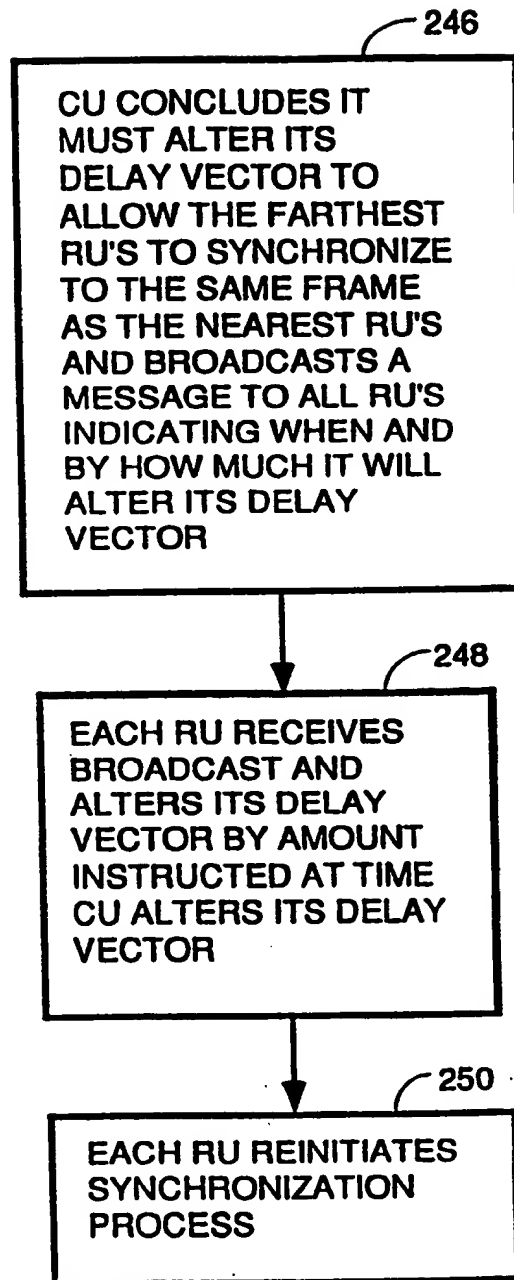 246
CU CONCLUDES IT
MUST ALTER ITS
DELAY VECTOR TO
ALLOW THE FARTHEST
RU'S TO SYNCHRONIZE
TO THE SAME FRAME
AS THE NEAREST RU'S
AND BROADCASTS A
MESSAGE TO ALL RU'S
INDICATING WHEN AND
BY HOW MUCH IT WILL
ALTER ITS DELAY
VECTOR
248
EACH RU RECEIVES
BROADCAST AND
ALTERS ITS DELAY
VECTOR BY AMOUNT
INSTRUCTED AT TIME
CU ALTERS ITS DELAY
VECTOR
250
EACH RU REINITIATES
SYNCHRONIZATION
PROCESS